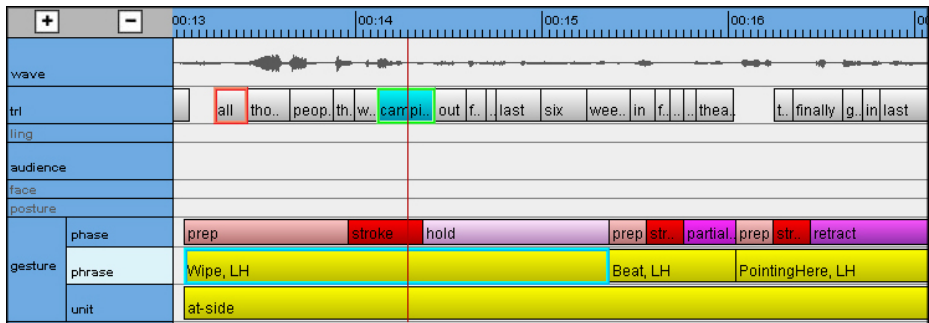 + - 00:13 00:14 00:15 00:16 00
wave
trl all tho.. peop. th. w.. campi.. out f.. .. last six wee.. in f.. .. .. thea. t.. finally g.. in last
ling
audience
face
posture
gesture
phase prep stroke hold prep str.. partial.. prep str.. retract
phrase Wipe, LH Beat, LH PointingHere, LH
unit at-side